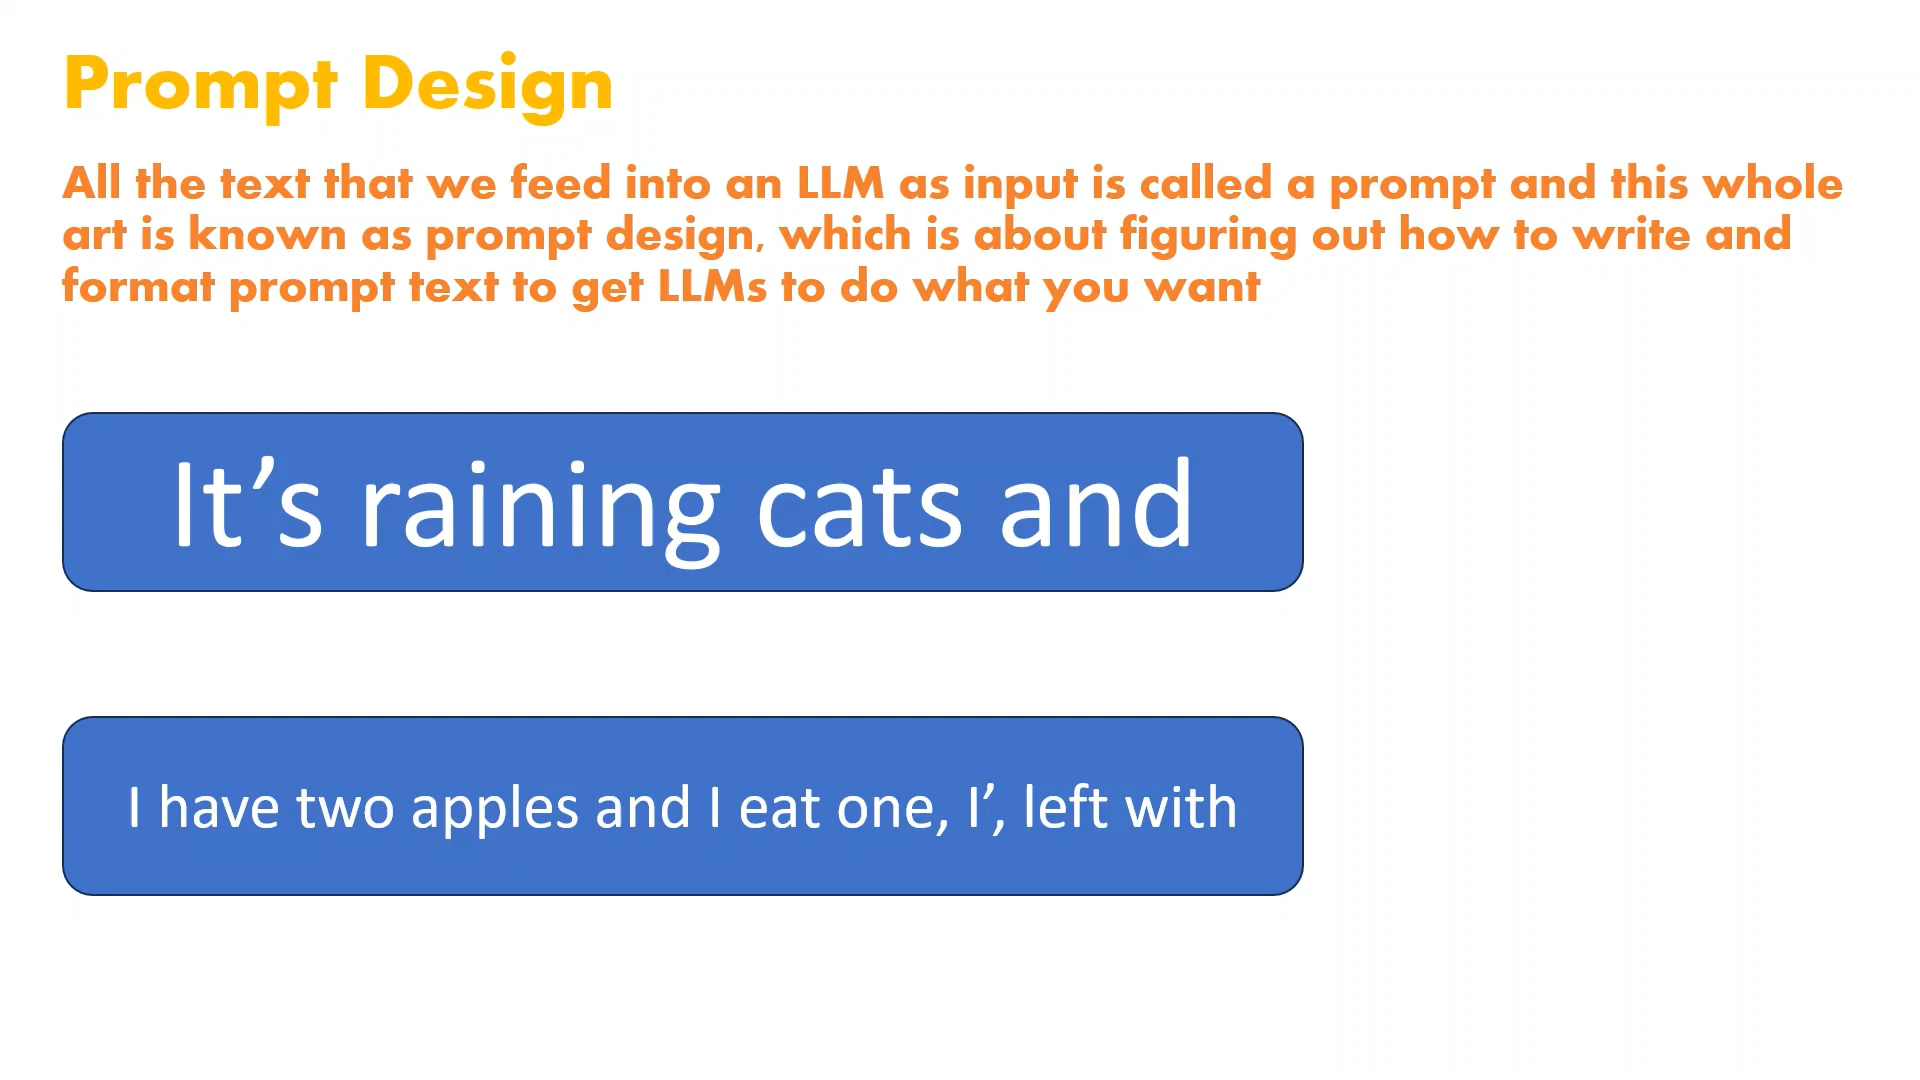 Prompt Design
All the text that we feed into an LLM as input is called a prompt and this whole
art is known as prompt design, which is about figuring out how to write and
format prompt text to get LLMs to do what you want
It’s raining cats and
I have two apples and I eat one, I’, left with